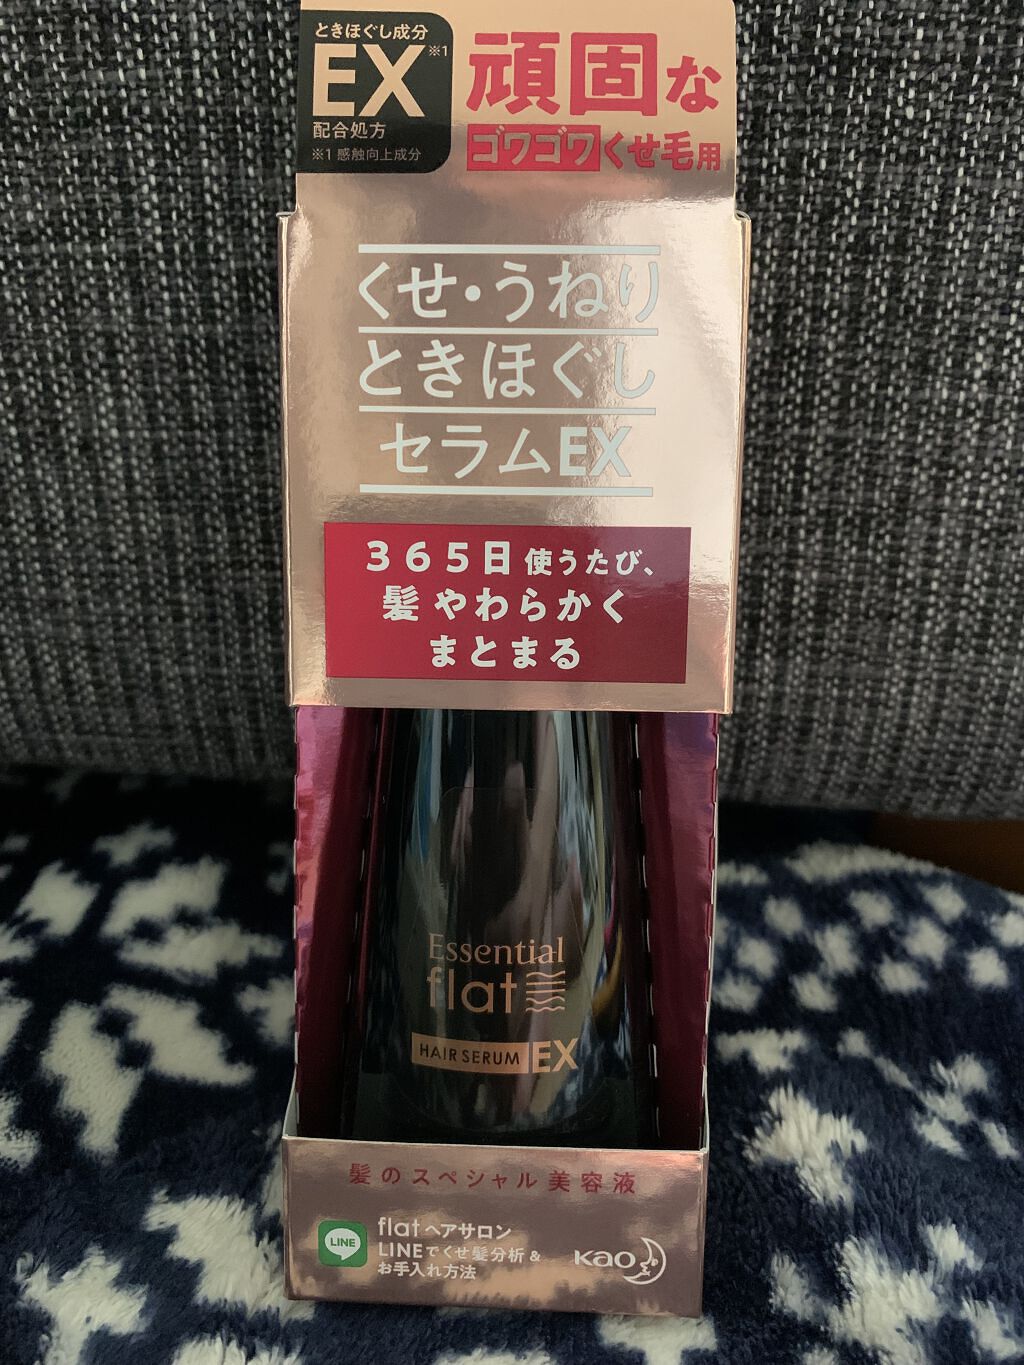 ときほぐし成分
EX※1
配合処方
※1 感触向上成分
頑固な
ゴワゴワくせ毛用
くせ・うねり
ときほぐし
セラムEX
365日使うたび、
髪やわらかく
まとまる
Essential
flat
HAIR SERUM EX
髪のスペシャル美容液
LINE
flatヘアサロン
LINEでくせ髪分析&
お手入れ方法
Kao